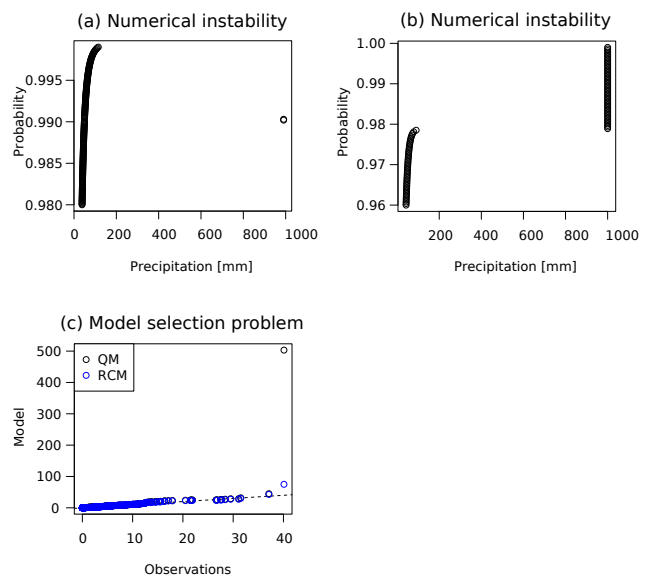 (a) Numerical instability
Probability
0.995
0.990
0.985
0.980
0 200 400 600 800 1000
Precipitation [mm]
(b) Numerical instability
Probability
1.00
0.99
0.98
0.97
0.96
200 400 600 800 1000
Precipitation [mm]
(c) Model selection problem
Model
500
400
300
200
100
0
QM
RCM
0 10 20 30 40
Observations